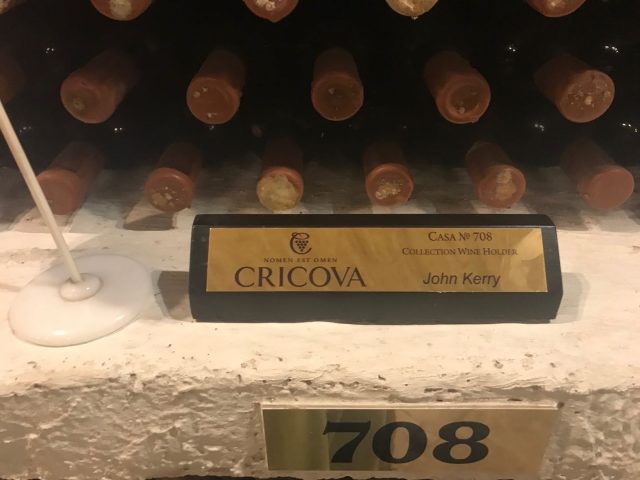 NOMEN EST OMEN
CRICOVA
CASA № 708
COLLECTION WINE HOLDER
John Kerry
708